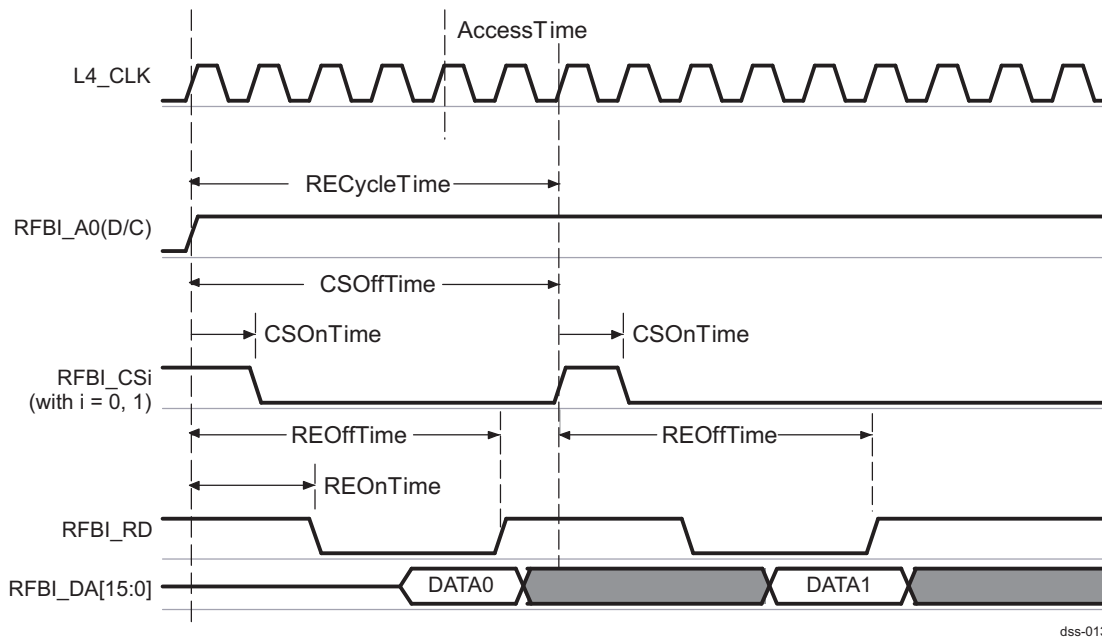 AccessTime
L4_CLK
RECycleTime
RFBI_A0(D/C)
CSOffTime
CSOnTime CSOnTime
RFBI_CSi
(with i = 0, 1)
REOffTime REOffTime
REOnTime
RFBI_RD
RFBI_DA[15:0] DATA0 DATA1